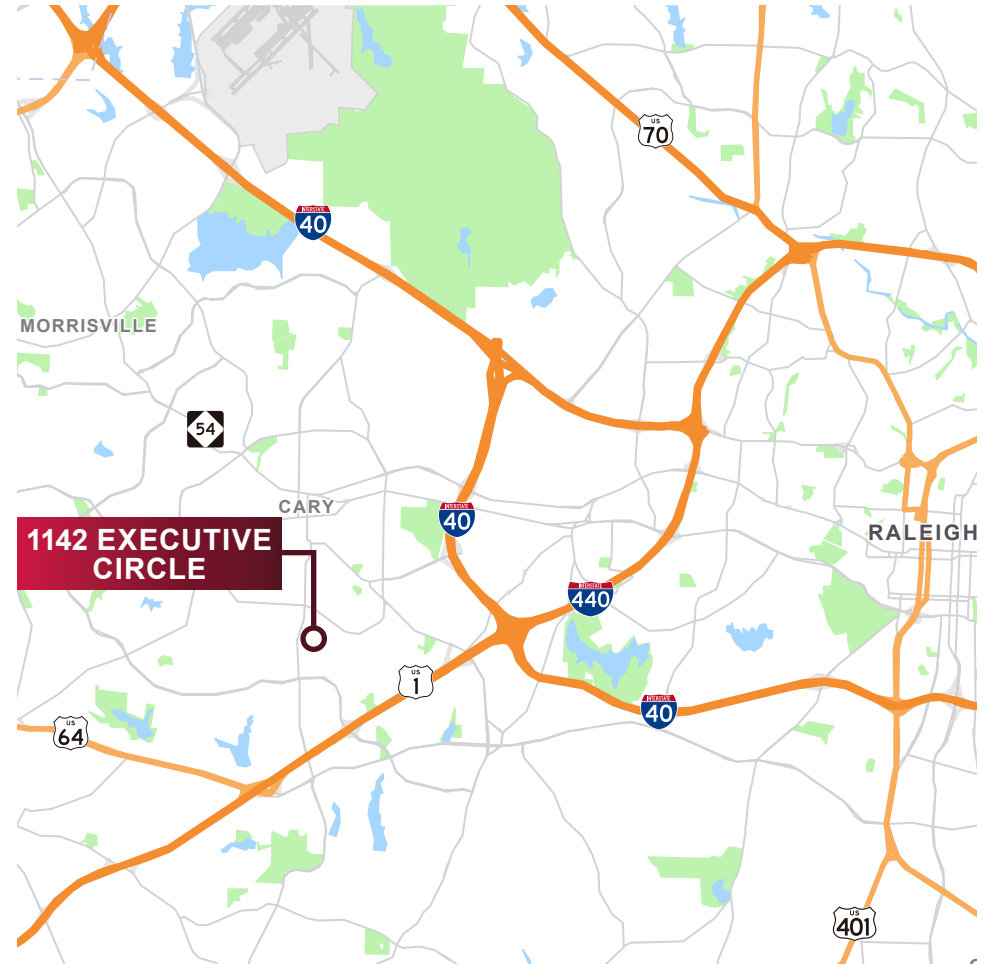 US
70
INTERSTATE
40
MORRISVILLE
54
CARY
INTERSTATE
40
1142 EXECUTIVE
CIRCLE
RALEIGH
INTERSTATE
440
US
1
INTERSTATE
40
US
64
US
401